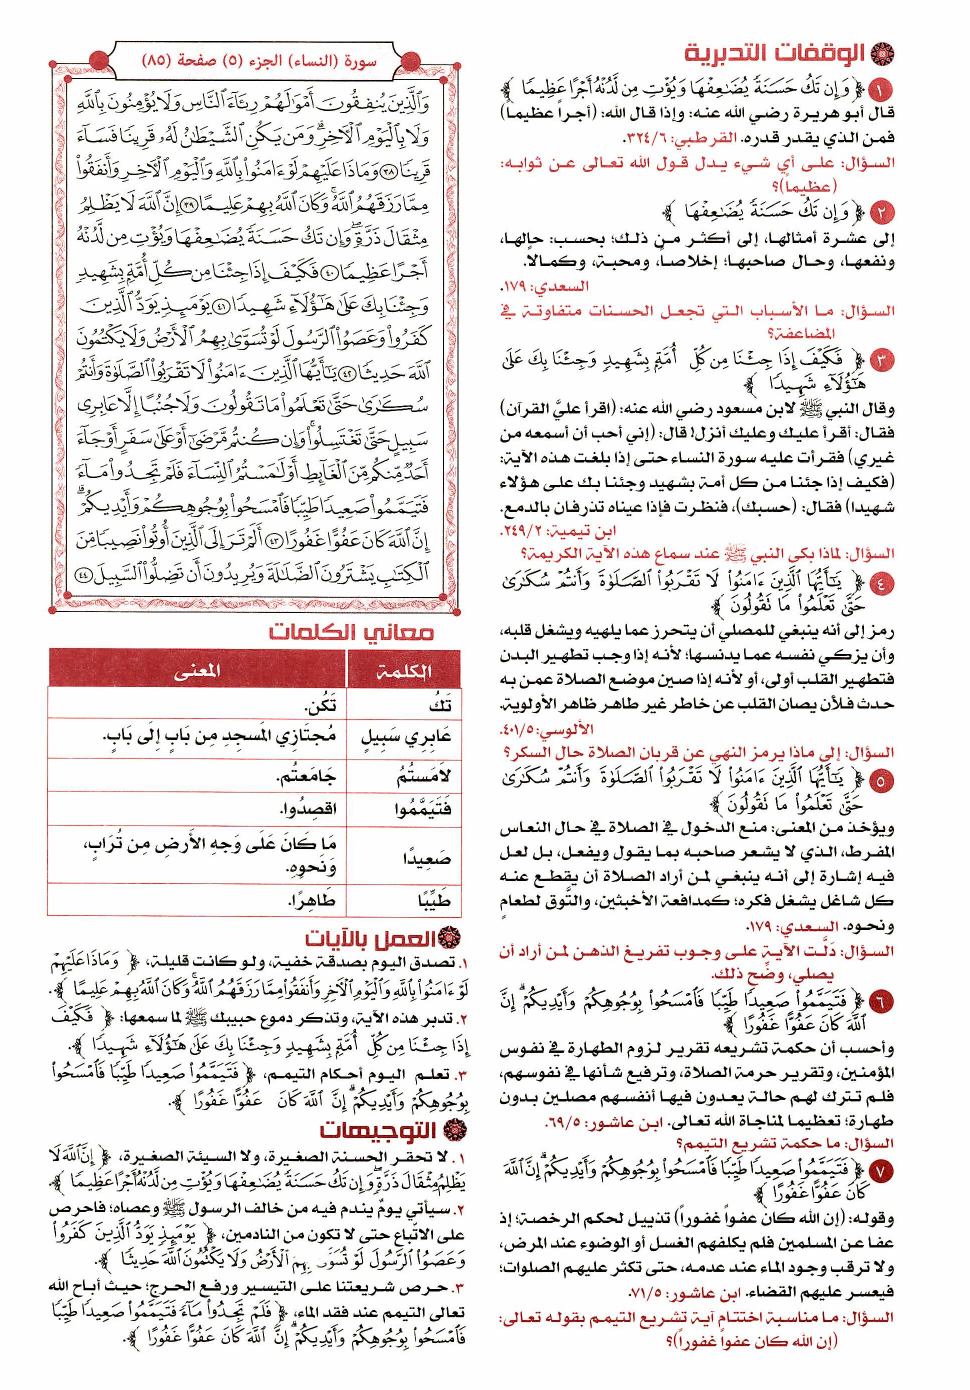 الوقفات التدبرية
١ ﴿ وَإِن تَكُ حَسَنَةً يُضَٰعِفْهَا وَيُؤْتِ مِن لَّدُنْهُ أَجْرًا عَظِيمًا ﴾
قال أبو هريرة رضي الله عنه: وإذا قال الله: (أجراً عظيماً)
فمن الذي يقدر قدره. القرطبي: ٣٢٤/٦.
السؤال: على أي شيء يدل قول الله تعالى عن ثوابه:
(عظيماً)؟
٢ ﴿ وَإِن تَكُ حَسَنَةً يُضَٰعِفْهَا ﴾
إلى عشرة أمثالها، إلى أكثر من ذلك؛ بحسب: حالها،
ونفعها، وحال صاحبها؛ إخلاصاً، ومحبة، وكمالاً.
السعدي: ١٧٩.
السؤال: ما الأسباب التي تجعل الحسنات متفاوتة في
المضاعفة؟
٣ ﴿ فَكَيْفَ إِذَا جِئْنَا مِن كُلِّ أُمَّةٍ بِشَهِيدٍ وَجِئْنَا بِكَ عَلَىٰ
هَٰٓؤُلَآءِ شَهِيدًا ﴾
وقال النبي ﷺ لابن مسعود رضي الله عنه: (اقرأ عليَّ القرآن)
فقال: أقرأ عليك وعليك أنزل! قال: (إني أحب أن أسمعه من
غيري) فقرأت عليه سورة النساء حتى إذا بلغت هذه الآية:
(فكيف إذا جئنا من كل أمة بشهيد وجئنا بك على هؤلاء
شهيدا) فقال: (حسبك)، فنظرت فإذا عيناه تذرفان بالدمع.
ابن تيمية: ٢٤٩/٢.
السؤال: لماذا بكى النبي ﷺ عند سماع هذه الآية الكريمة؟
٤ ﴿ يَٰٓأَيُّهَا ٱلَّذِينَ ءَامَنُوا۟ لَا تَقْرَبُوا۟ ٱلصَّلَوٰةَ وَأَنتُمْ سُكَٰرَىٰ
حَتَّىٰ تَعْلَمُوا۟ مَا تَقُولُونَ ﴾
رمز إلى أنه ينبغي للمصلي أن يتحرز عما يلهيه ويشغل قلبه،
وأن يزكي نفسه عما يدنسها؛ لأنه إذا وجب تطهير البدن
فتطهير القلب أولى، أو لأنه إذا صين موضع الصلاة عمن به
حدث فلأن يصان القلب عن خاطر غير طاهر ظاهر الأولوية.
الألوسي: ٤٠١/٥.
السؤال: إلى ماذا يرمز النهي عن قربان الصلاة حال السكر؟
٥ ﴿ يَٰٓأَيُّهَا ٱلَّذِينَ ءَامَنُوا۟ لَا تَقْرَبُوا۟ ٱلصَّلَوٰةَ وَأَنتُمْ سُكَٰرَىٰ
حَتَّىٰ تَعْلَمُوا۟ مَا تَقُولُونَ ﴾
ويؤخذ من المعنى: منع الدخول في الصلاة في حال النعاس
المفرط، الذي لا يشعر صاحبه بما يقول ويفعل، بل لعل
فيه إشارة إلى أنه ينبغي لمن أراد الصلاة أن يقطع عنه
كل شاغل يشغل فكره؛ كمدافعة الأخبثين، والتَّوق لطعام
ونحوه. السعدي: ١٧٩.
السؤال: دَلَّت الآية على وجوب تفريغ الذهن لمن أراد أن
يصلي، وضِّح ذلك.
٦ ﴿ فَتَيَمَّمُوا۟ صَعِيدًا طَيِّبًا فَٱمْسَحُوا۟ بِوُجُوهِكُمْ وَأَيْدِيكُمْ ۗ إِنَّ
ٱللَّهَ كَانَ عَفُوًّا غَفُورًا ﴾
وأحسب أن حكمة تشريعه تقرير لزوم الطهارة في نفوس
المؤمنين، وتقرير حرمة الصلاة، وترفيع شأنها في نفوسهم،
فلم تترك لهم حالة يعدون فيها أنفسهم مصلين بدون
طهارة؛ تعظيما لمناجاة الله تعالى. ابن عاشور: ٦٩/٥.
السؤال: ما حكمة تشريع التيمم؟
٧ ﴿ فَتَيَمَّمُوا۟ صَعِيدًا طَيِّبًا فَٱمْسَحُوا۟ بِوُجُوهِكُمْ وَأَيْدِيكُمْ ۗ إِنَّ ٱللَّهَ
كَانَ عَفُوًّا غَفُورًا ﴾
وقوله: (إن الله كان عفواً غفوراً) تذييل لحكم الرخصة؛ إذ
عفا عن المسلمين فلم يكلفهم الغسل أو الوضوء عند المرض،
ولا ترقب وجود الماء عند عدمه، حتى تكثر عليهم الصلوات؛
فيعسر عليهم القضاء. ابن عاشور: ٧١/٥.
السؤال: ما مناسبة اختتام آية تشريع التيمم بقوله تعالى:
(إن الله كان عفواً غفوراً)؟
سورة (النساء) الجزء (٥) صفحة (٨٥)
وَٱلَّذِينَ يُنفِقُونَ أَمْوَٰلَهُمْ رِئَآءَ ٱلنَّاسِ وَلَا يُؤْمِنُونَ بِٱللَّهِ
وَلَا بِٱلْيَوْمِ ٱلْءَاخِرِ ۗ وَمَن يَكُنِ ٱلشَّيْطَٰنُ لَهُۥ قَرِينًا فَسَآءَ
قَرِينًا ٣٨ وَمَاذَا عَلَيْهِمْ لَوْ ءَامَنُوا۟ بِٱللَّهِ وَٱلْيَوْمِ ٱلْءَاخِرِ وَأَنفَقُوا۟
مِمَّا رَزَقَهُمُ ٱللَّهُ ۚ وَكَانَ ٱللَّهُ بِهِمْ عَلِيمًا ٣٩ إِنَّ ٱللَّهَ لَا يَظْلِمُ
مِثْقَالَ ذَرَّةٍ ۖ وَإِن تَكُ حَسَنَةً يُضَٰعِفْهَا وَيُؤْتِ مِن لَّدُنْهُ
أَجْرًا عَظِيمًا ٤٠ فَكَيْفَ إِذَا جِئْنَا مِن كُلِّ أُمَّةٍ بِشَهِيدٍ
وَجِئْنَا بِكَ عَلَىٰ هَٰٓؤُلَآءِ شَهِيدًا ٤١ يَوْمَئِذٍ يَوَدُّ ٱلَّذِينَ
كَفَرُوا۟ وَعَصَوُا۟ ٱلرَّسُولَ لَوْ تُسَوَّىٰ بِهِمُ ٱلْأَرْضُ وَلَا يَكْتُمُونَ
ٱللَّهَ حَدِيثًا ٤٢ يَٰٓأَيُّهَا ٱلَّذِينَ ءَامَنُوا۟ لَا تَقْرَبُوا۟ ٱلصَّلَوٰةَ وَأَنتُمْ
سُكَٰرَىٰ حَتَّىٰ تَعْلَمُوا۟ مَا تَقُولُونَ وَلَا جُنُبًا إِلَّا عَابِرِى
سَبِيلٍ حَتَّىٰ تَغْتَسِلُوا۟ ۚ وَإِن كُنتُم مَّرْضَىٰٓ أَوْ عَلَىٰ سَفَرٍ أَوْ جَآءَ
أَحَدٌ مِّنكُم مِّنَ ٱلْغَآئِطِ أَوْ لَٰمَسْتُمُ ٱلنِّسَآءَ فَلَمْ تَجِدُوا۟ مَآءً
فَتَيَمَّمُوا۟ صَعِيدًا طَيِّبًا فَٱمْسَحُوا۟ بِوُجُوهِكُمْ وَأَيْدِيكُمْ ۗ
إِنَّ ٱللَّهَ كَانَ عَفُوًّا غَفُورًا ٤٣ أَلَمْ تَرَ إِلَى ٱلَّذِينَ أُوتُوا۟ نَصِيبًا مِّنَ
ٱلْكِتَٰبِ يَشْتَرُونَ ٱلضَّلَٰلَةَ وَيُرِيدُونَ أَن تَضِلُّوا۟ ٱلسَّبِيلَ ٤٤
معاني الكلمات
الكلمة المعنى
تَكُ تَكُن.
عَابِرِي سَبِيلٍ مُجتَازِي المَسجِدِ مِن بَابٍ إِلَى بَابٍ.
لَامَستُمُ جَامَعتُم.
فَتَيَمَّمُوا اقصِدُوا.
صَعِيدًا مَا كَانَ عَلَى وَجهِ الأَرضِ مِن تُرَابٍ،
وَنَحوِهِ.
طَيِّبًا طَاهِرًا.
العمل بالآيات
١. تصدق اليوم بصدقة خفية، ولو كانت قليلة، ﴿ وَمَاذَا عَلَيْهِمْ
لَوْ ءَامَنُوا۟ بِٱللَّهِ وَٱلْيَوْمِ ٱلْءَاخِرِ وَأَنفَقُوا۟ مِمَّا رَزَقَهُمُ ٱللَّهُ ۚ وَكَانَ ٱللَّهُ بِهِمْ عَلِيمًا ﴾.
٢. تدبر هذه الآية، وتذكر دموع حبيبك ﷺ لما سمعها: ﴿ فَكَيْفَ
إِذَا جِئْنَا مِن كُلِّ أُمَّةٍ بِشَهِيدٍ وَجِئْنَا بِكَ عَلَىٰ هَٰٓؤُلَآءِ شَهِيدًا ﴾.
٣. تعلم اليوم أحكام التيمم، ﴿ فَتَيَمَّمُوا۟ صَعِيدًا طَيِّبًا فَٱمْسَحُوا۟
بِوُجُوهِكُمْ وَأَيْدِيكُمْ ۗ إِنَّ ٱللَّهَ كَانَ عَفُوًّا غَفُورًا ﴾.
التوجيهات
١. لا تحقر الحسنة الصغيرة، ولا السيئة الصغيرة، ﴿ إِنَّ ٱللَّهَ لَا
يَظْلِمُ مِثْقَالَ ذَرَّةٍ ۖ وَإِن تَكُ حَسَنَةً يُضَٰعِفْهَا وَيُؤْتِ مِن لَّدُنْهُ أَجْرًا عَظِيمًا ﴾.
٢. سيأتي يومٌ يندم فيه من خالف الرسول ﷺ وعصاه؛ فاحرص
على الاتباع حتى لا تكون من النادمين، ﴿ يَوْمَئِذٍ يَوَدُّ ٱلَّذِينَ كَفَرُوا۟
وَعَصَوُا۟ ٱلرَّسُولَ لَوْ تُسَوَّىٰ بِهِمُ ٱلْأَرْضُ وَلَا يَكْتُمُونَ ٱللَّهَ حَدِيثًا ﴾.
٣. حرص شريعتنا على التيسير ورفع الحرج؛ حيث أباح الله
تعالى التيمم عند فقد الماء، ﴿ فَلَمْ تَجِدُوا۟ مَآءً فَتَيَمَّمُوا۟ صَعِيدًا طَيِّبًا
فَٱمْسَحُوا۟ بِوُجُوهِكُمْ وَأَيْدِيكُمْ ۗ إِنَّ ٱللَّهَ كَانَ عَفُوًّا غَفُورًا ﴾.